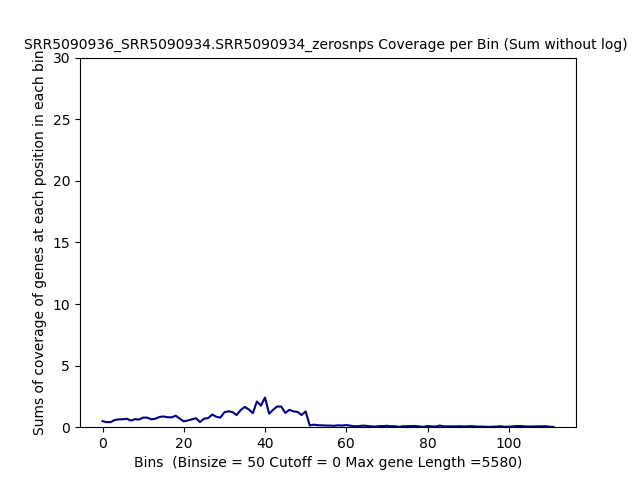 SRR5090936_SRR5090934.SRR5090934_zerosnps Coverage per Bin (Sum without log)
Sums of coverage of genes at each position in each bin
30
25
20
15
10
5
0
0 20 40 60 80 100
Bins  (Binsize = 50 Cutoff = 0 Max gene Length =5580)